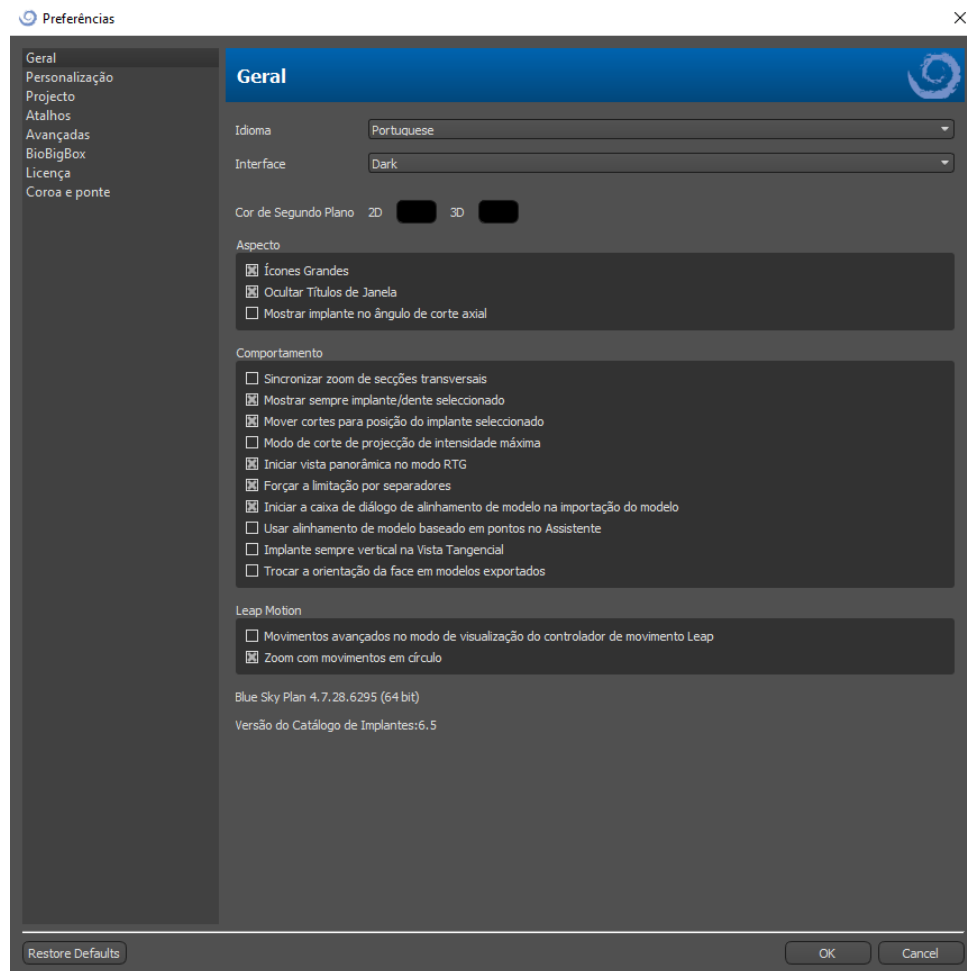 Preferências
Geral
Personalização
Projecto
Atalhos
Avançadas
BioBigBox
Licença
Coroa e ponte
Geral
Idioma Portuguese
Interface Dark
Cor de Segundo Plano 2D 3D
Aspecto
Ícones Grandes
Ocultar Títulos de Janela
Mostrar implante no ângulo de corte axial
Comportamento
Sincronizar zoom de secções transversais
Mostrar sempre implante/dente seleccionado
Mover cortes para posição do implante seleccionado
Modo de corte de projecção de intensidade máxima
Iniciar vista panorâmica no modo RTG
Forçar a limitação por separadores
Iniciar a caixa de diálogo de alinhamento de modelo na importação do modelo
Usar alinhamento de modelo baseado em pontos no Assistente
Implante sempre vertical na Vista Tangencial
Trocar a orientação da face em modelos exportados
Leap Motion
Movimentos avançados no modo de visualização do controlador de movimento Leap
Zoom com movimentos em círculo
Blue Sky Plan 4.7.28.6295 (64 bit)
Versão do Catálogo de Implantes:6.5
Restore Defaults OK Cancel